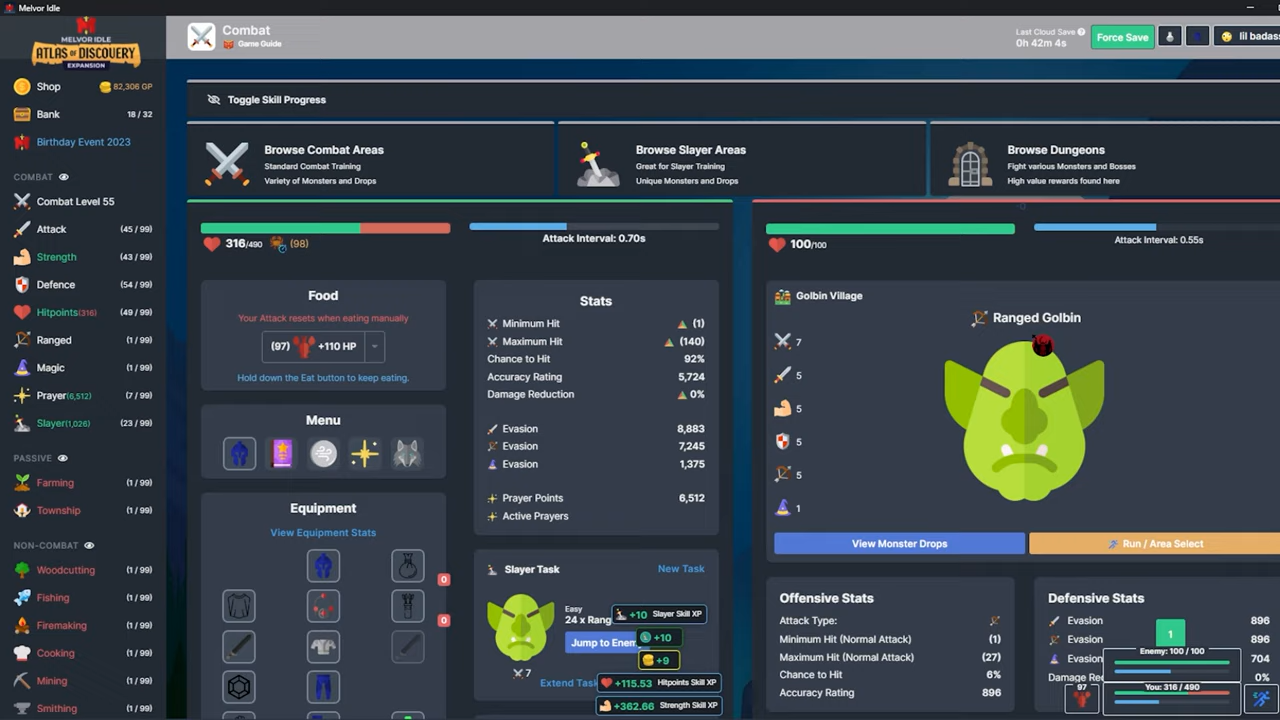 Melvor Idle
MELVOR IDLE
ATLAS OF DISCOVERY
EXPANSION
Combat
Game Guide
Last Cloud Save
0h 42m 4s
Force Save
lil badass
Shop 82,306 GP
Bank 18 / 32
Birthday Event 2023
COMBAT
Combat Level 55
Attack (45 / 99)
Strength (43 / 99)
Defence (54 / 99)
Hitpoints(316) (49 / 99)
Ranged (1 / 99)
Magic (1 / 99)
Prayer(6,512) (7 / 99)
Slayer(1,026) (23 / 99)
PASSIVE
Farming (1 / 99)
Township (1 / 99)
NON-COMBAT
Woodcutting (1 / 99)
Fishing (1 / 99)
Firemaking (1 / 99)
Cooking (1 / 99)
Mining (1 / 99)
Smithing (1 / 99)
Toggle Skill Progress
Browse Combat Areas
Standard Combat Training
Variety of Monsters and Drops
Browse Slayer Areas
Great for Slayer Training
Unique Monsters and Drops
Browse Dungeons
Fight various Monsters and Bosses
High value rewards found here
316/490 (98)
Attack Interval: 0.70s
Food
Your Attack resets when eating manually
(97) +110 HP
Hold down the Eat button to keep eating.
Menu
Equipment
View Equipment Stats
0
0
Stats
Minimum Hit (1)
Maximum Hit (140)
Chance to Hit 92%
Accuracy Rating 5,724
Damage Reduction 0%
Evasion 8,883
Evasion 7,245
Evasion 1,375
Prayer Points 6,512
Active Prayers
Slayer Task New Task
Easy
24 x Rang
Jump to Enem
7
Extend Task
+10 Slayer Skill XP
+10
+9
+115.53 Hitpoints Skill XP
+362.66 Strength Skill XP
100/100
Attack Interval: 0.55s
Golbin Village
Ranged Golbin
7
5
5
5
5
1
View Monster Drops
Run / Area Select
Offensive Stats
Attack Type:
Minimum Hit (Normal Attack) (1)
Maximum Hit (Normal Attack) (27)
Chance to Hit 6%
Accuracy Rating 896
Defensive Stats
Evasion 896
Evasion 896
Evasion 704
Damage Red 0%
1
Enemy: 100 / 100
97
You: 316 / 490